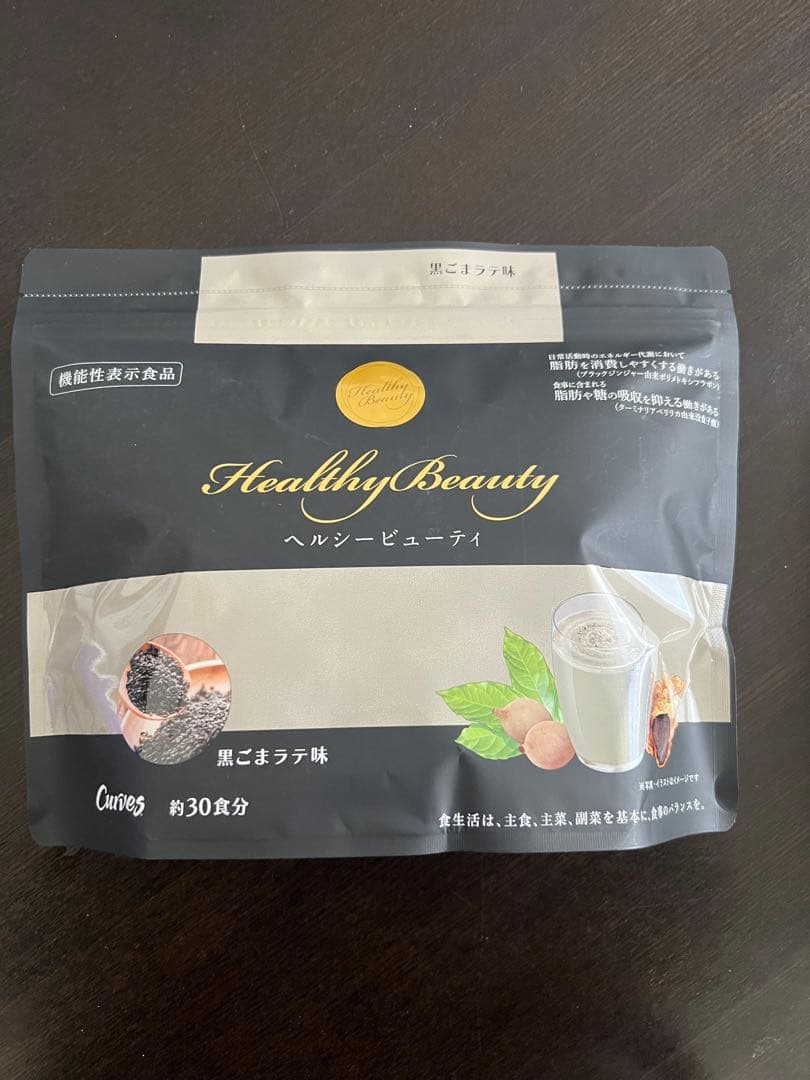 黒ごまラテ味
機能性表示食品
日常活動時のエネルギー代謝において
脂肪を消費しやすくする働きがある
(ブラックジンジャー由来ポリメトキシフラボン)
食事に含まれる
脂肪や糖の吸収を抑える働きがある
(ターミナリアベリリカ由来没食子酸)
Healthy
Beauty
Healthy Beauty
ヘルシービューティ
黒ごまラテ味
※写真・イラストはイメージです
Curves
約30食分
食生活は、主食、主菜、副菜を基本に、食事のバランスを。